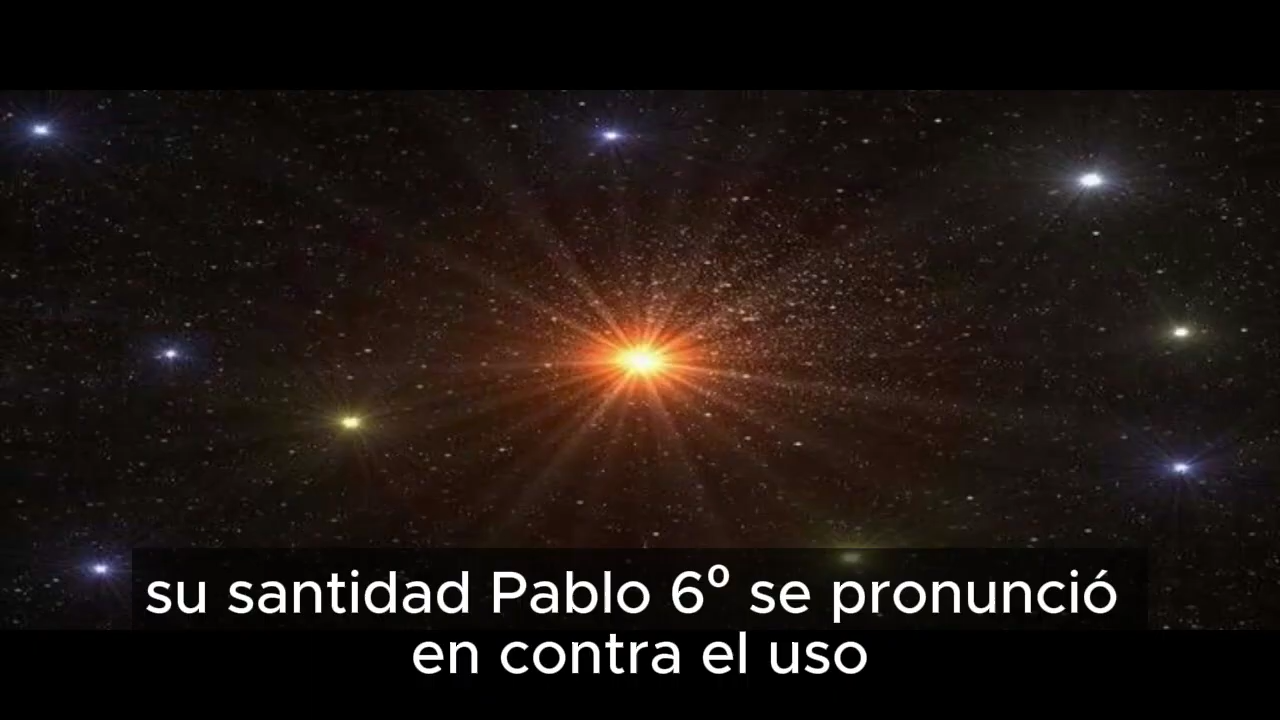 su santidad Pablo 6º se pronunció
en contra el uso